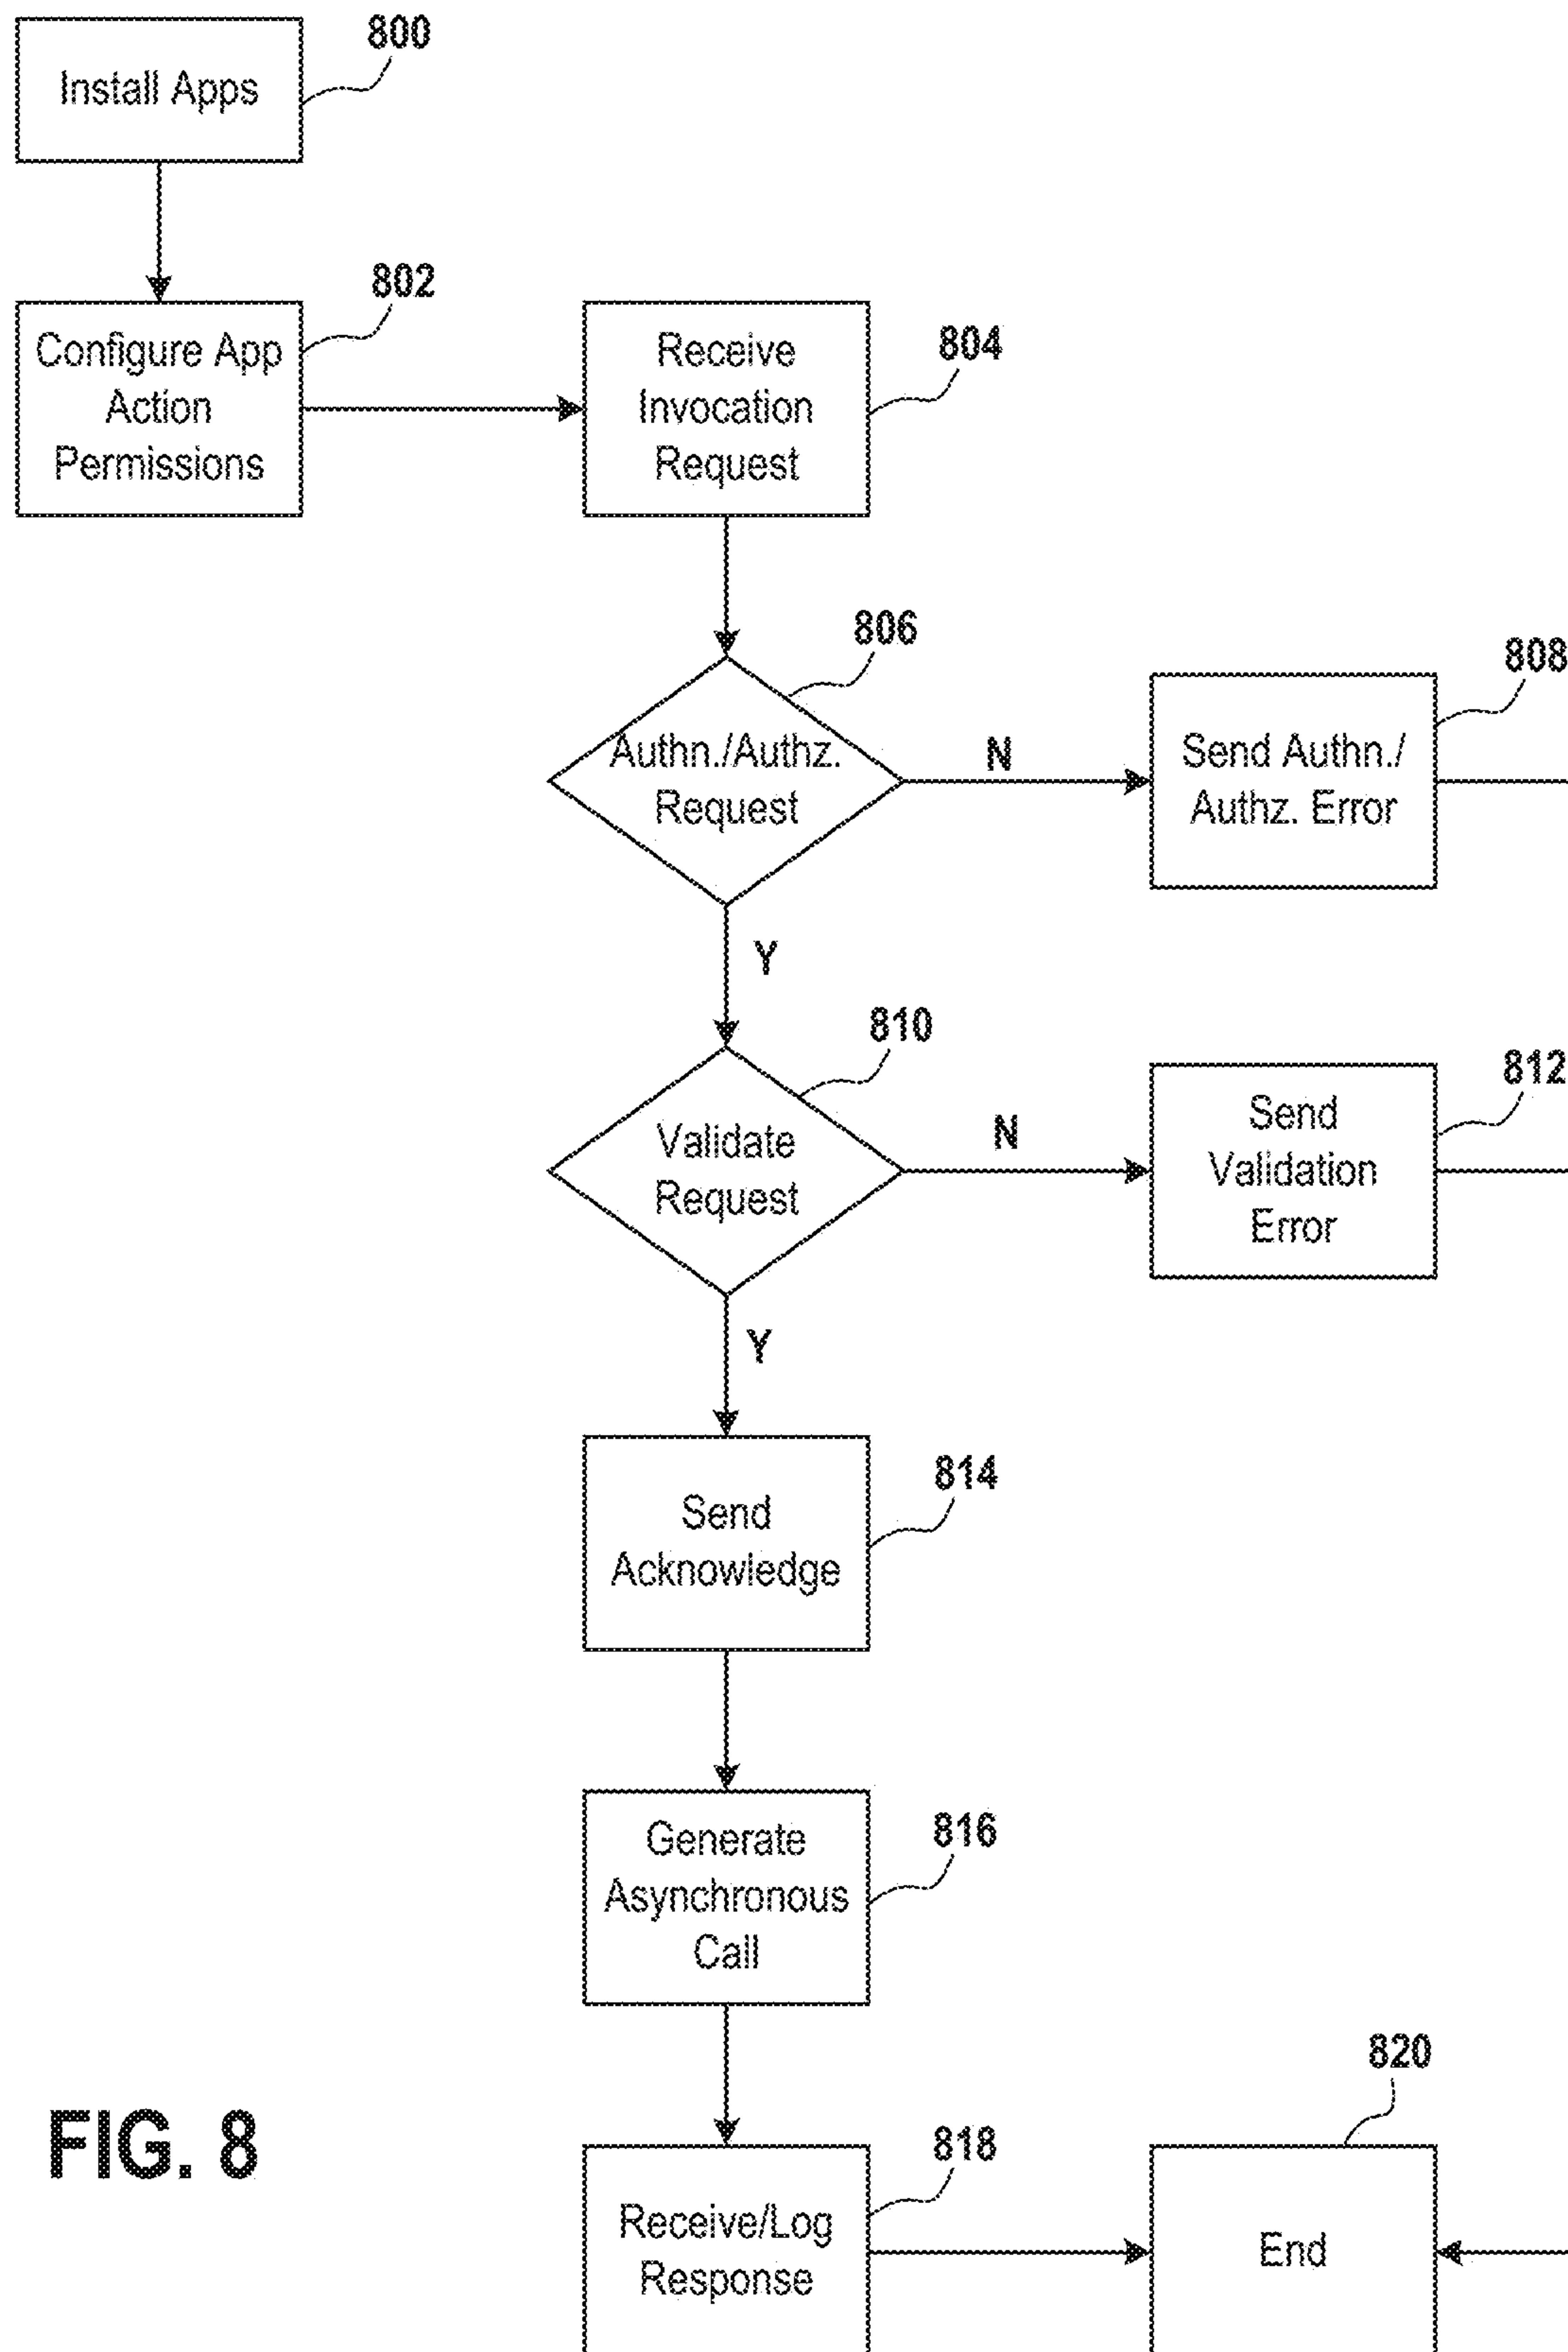 800
Install Apps
802
Configure App
Action
Permissions
804
Receive
Invocation
Request
806
Authn./Authz.
Request
N
808
Send Authn./
Authz. Error
Y
810
Validate
Request
N
812
Send
Validation
Error
Y
814
Send
Acknowledge
816
Generate
Asynchronous
Call
818
Receive/Log
Response
820
End
FIG. 8